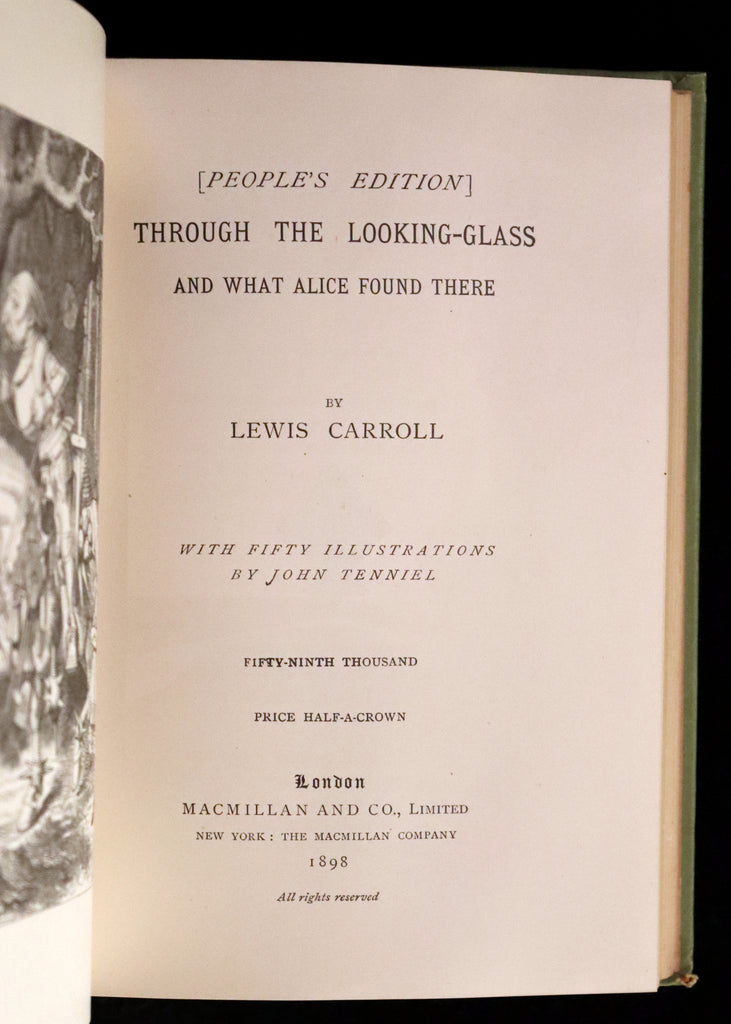 [PEOPLE'S EDITION]
THROUGH THE LOOKING-GLASS
AND WHAT ALICE FOUND THERE
BY
LEWIS CARROLL
WITH FIFTY ILLUSTRATIONS
BY JOHN TENNIEL
FIFTY-NINTH THOUSAND
PRICE HALF-A-CROWN
London
MACMILLAN AND CO., LIMITED
NEW YORK: THE MACMILLAN COMPANY
1898
All rights reserved